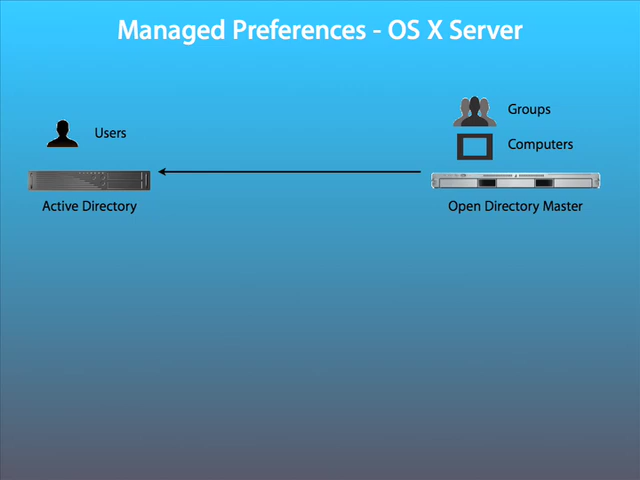 Managed Preferences - OS X Server
Groups
Users
Computers
Active Directory
Open Directory Master